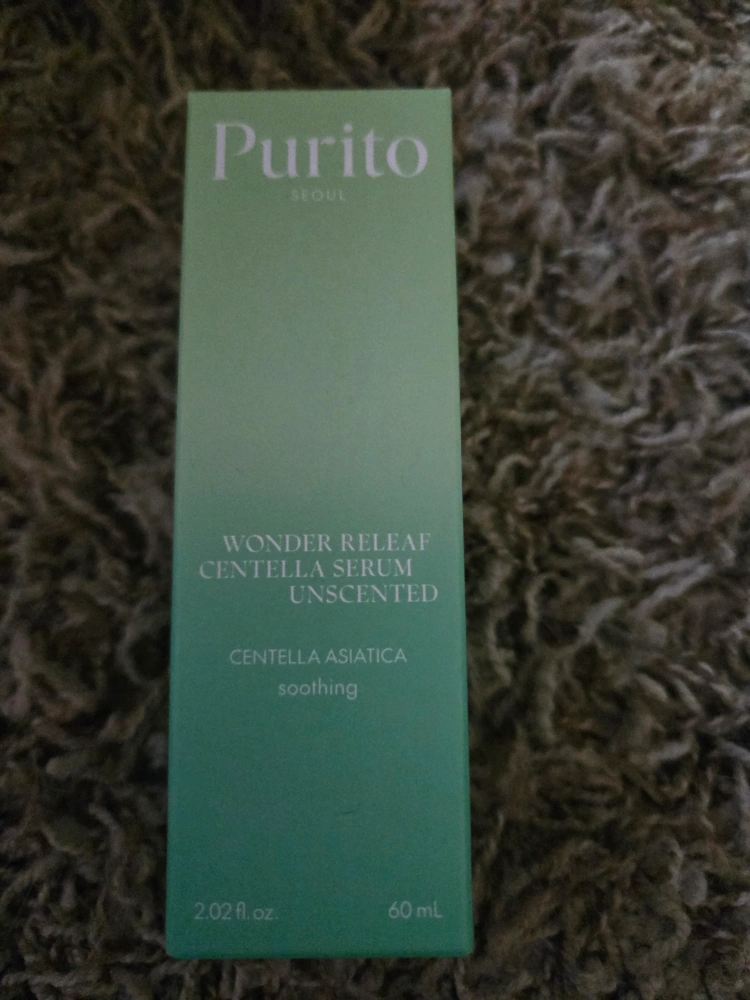 Purito
SEOUL
WONDER RELEAF
CENTELLA SERUM
UNSCENTED
CENTELLA ASIATICA
soothing
2.02 fl. oz. 60 mL